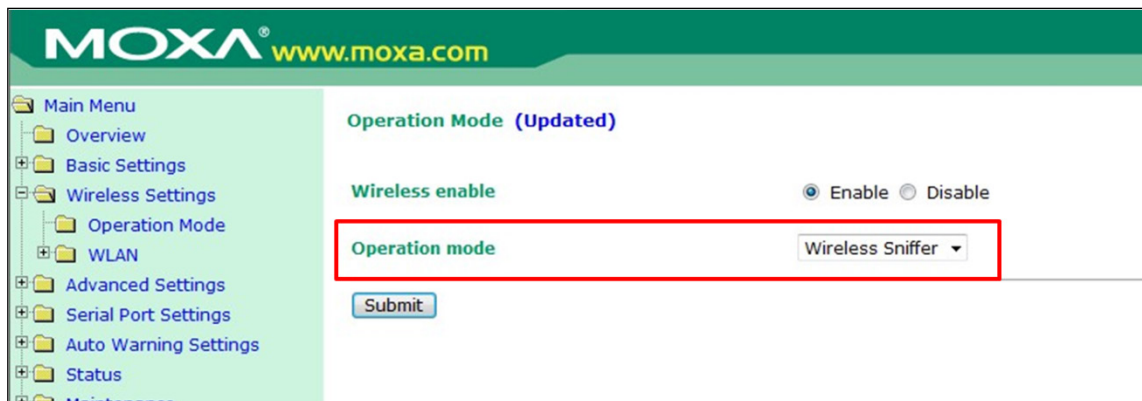 MOXA® www.moxa.com
Main Menu
Overview
Basic Settings
Wireless Settings
Operation Mode
WLAN
Advanced Settings
Serial Port Settings
Auto Warning Settings
Status
Operation Mode (Updated)
Wireless enable Enable Disable
Operation mode Wireless Sniffer
Submit